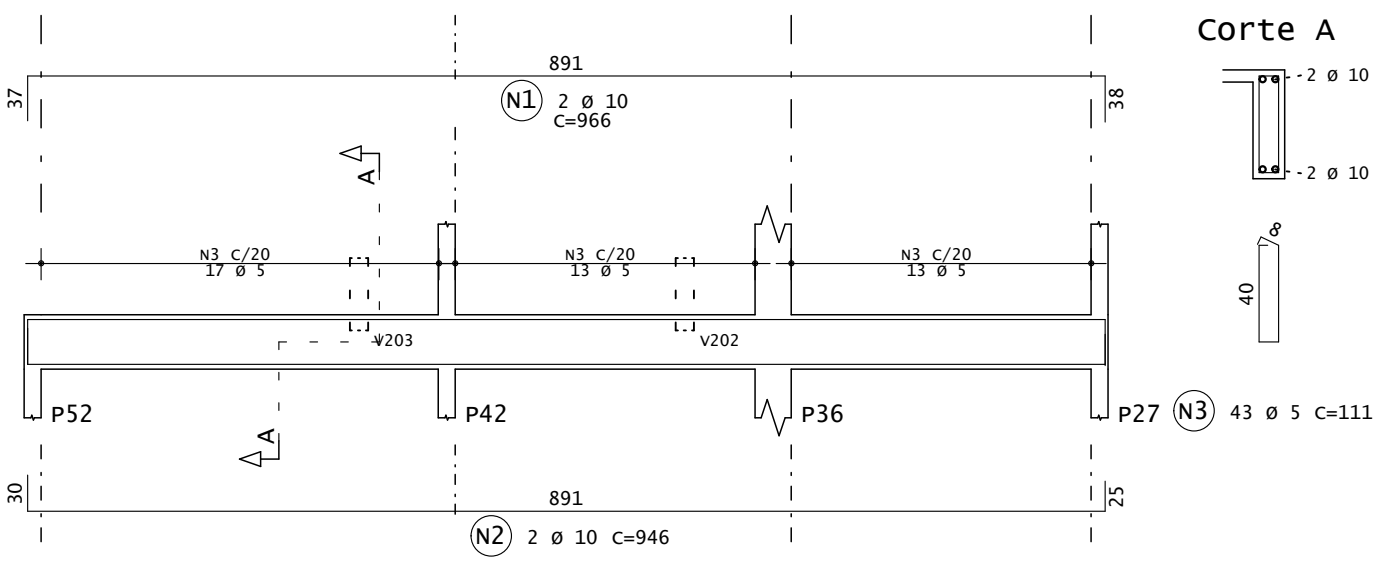 Corte A
891
37
N1 2 Ø 10
C=966
38
-2 Ø 10
-2 Ø 10
A
N3 C/20
17 Ø 5
N3 C/20
13 Ø 5
N3 C/20
13 Ø 5
8
40
V203
V202
P52
P42
P36
P27
N3 43 Ø 5 C=111
A
30
891
25
N2 2 Ø 10 C=946